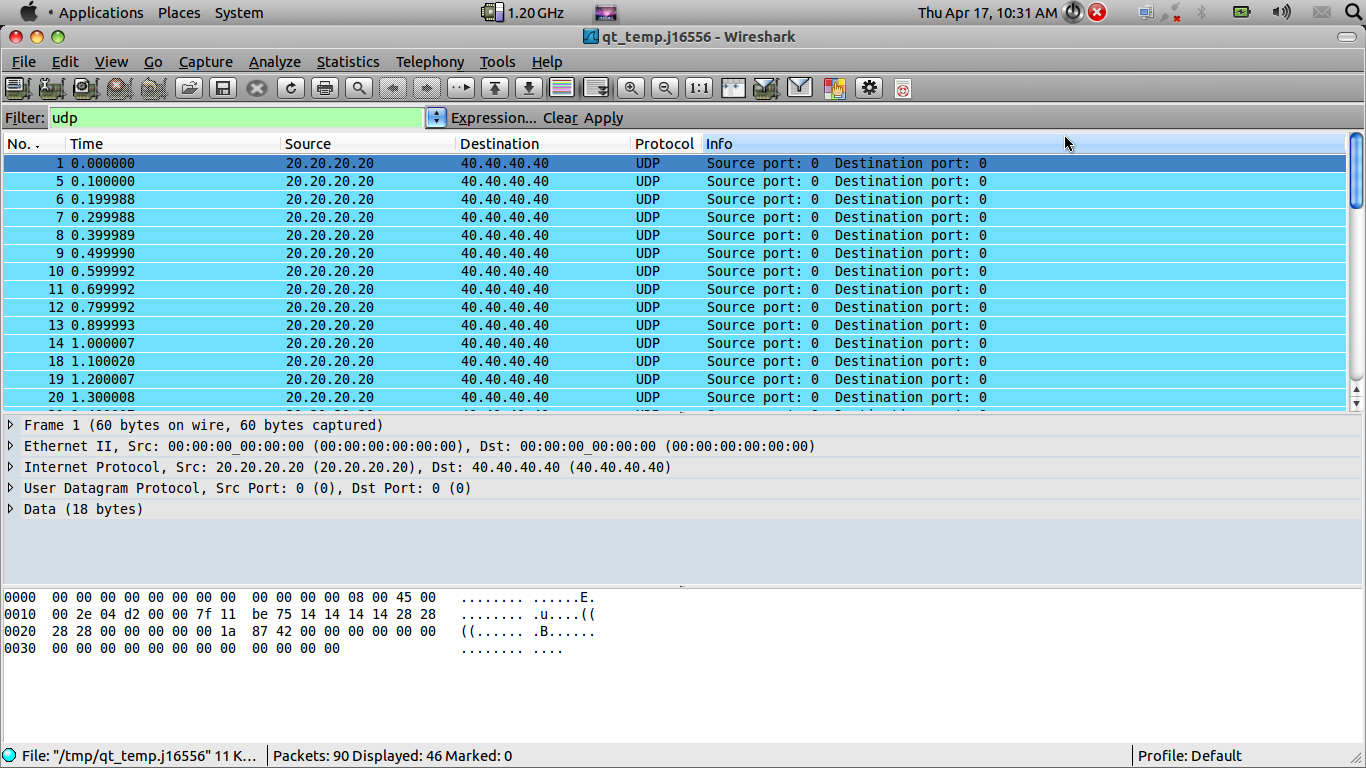 Applications Places System 1.20 GHz Thu Apr 17, 10:31 AM
qt_temp.j16556 - Wireshark
File Edit View Go Capture Analyze Statistics Telephony Tools Help
1:1
Filter: udp Expression... Clear Apply
No. Time Source Destination Protocol Info
1 0.000000 20.20.20.20 40.40.40.40 UDP Source port: 0 Destination port: 0
5 0.100000 20.20.20.20 40.40.40.40 UDP Source port: 0 Destination port: 0
6 0.199988 20.20.20.20 40.40.40.40 UDP Source port: 0 Destination port: 0
7 0.299988 20.20.20.20 40.40.40.40 UDP Source port: 0 Destination port: 0
8 0.399989 20.20.20.20 40.40.40.40 UDP Source port: 0 Destination port: 0
9 0.499990 20.20.20.20 40.40.40.40 UDP Source port: 0 Destination port: 0
10 0.599992 20.20.20.20 40.40.40.40 UDP Source port: 0 Destination port: 0
11 0.699992 20.20.20.20 40.40.40.40 UDP Source port: 0 Destination port: 0
12 0.799992 20.20.20.20 40.40.40.40 UDP Source port: 0 Destination port: 0
13 0.899993 20.20.20.20 40.40.40.40 UDP Source port: 0 Destination port: 0
14 1.000007 20.20.20.20 40.40.40.40 UDP Source port: 0 Destination port: 0
18 1.100020 20.20.20.20 40.40.40.40 UDP Source port: 0 Destination port: 0
19 1.200007 20.20.20.20 40.40.40.40 UDP Source port: 0 Destination port: 0
20 1.300008 20.20.20.20 40.40.40.40 UDP Source port: 0 Destination port: 0
Frame 1 (60 bytes on wire, 60 bytes captured)
Ethernet II, Src: 00:00:00_00:00:00 (00:00:00:00:00:00), Dst: 00:00:00_00:00:00 (00:00:00:00:00:00)
Internet Protocol, Src: 20.20.20.20 (20.20.20.20), Dst: 40.40.40.40 (40.40.40.40)
User Datagram Protocol, Src Port: 0 (0), Dst Port: 0 (0)
Data (18 bytes)
0000 00 00 00 00 00 00 00 00 00 00 00 00 08 00 45 00 ........ ......E.
0010 00 2e 04 d2 00 00 7f 11 be 75 14 14 14 14 28 28 ........ .u....((
0020 28 28 00 00 00 00 00 1a 87 42 00 00 00 00 00 00 ((...... .B......
0030 00 00 00 00 00 00 00 00 00 00 00 00 ........ ....
File: "/tmp/qt_temp.j16556" 11 K... Packets: 90 Displayed: 46 Marked: 0 Profile: Default